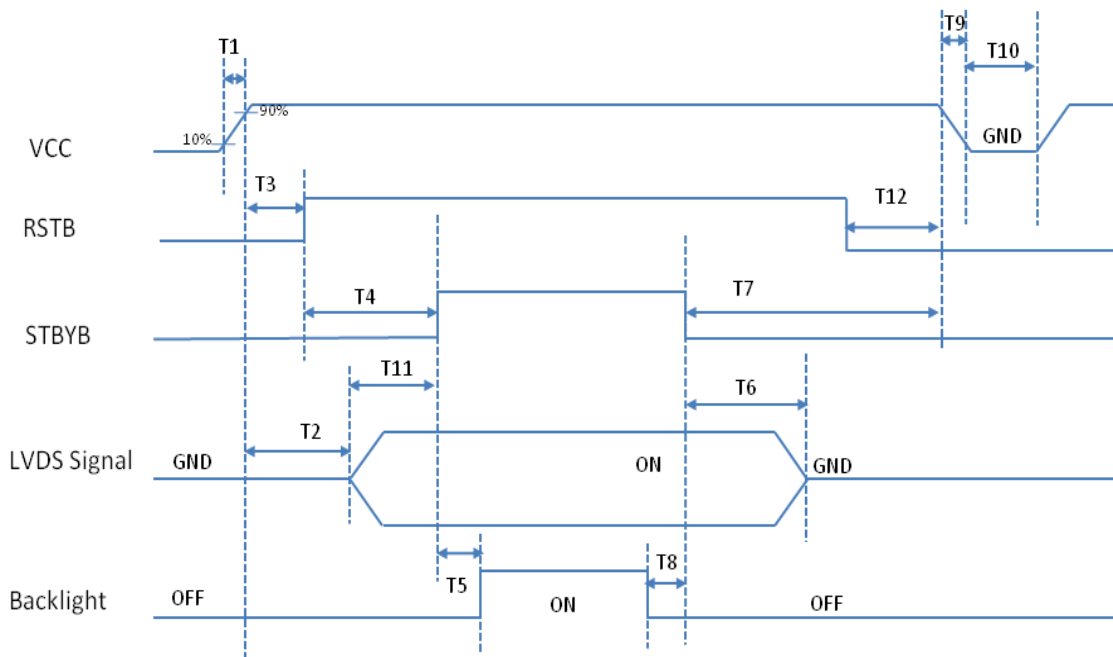 T9
T1
T10
90%
10%
GND
VCC
T3
T12
RSTB
T4
T7
STBYB
T11
T6
T2
LVDS Signal
GND
ON
GND
T8
T5
Backlight
OFF
ON
OFF